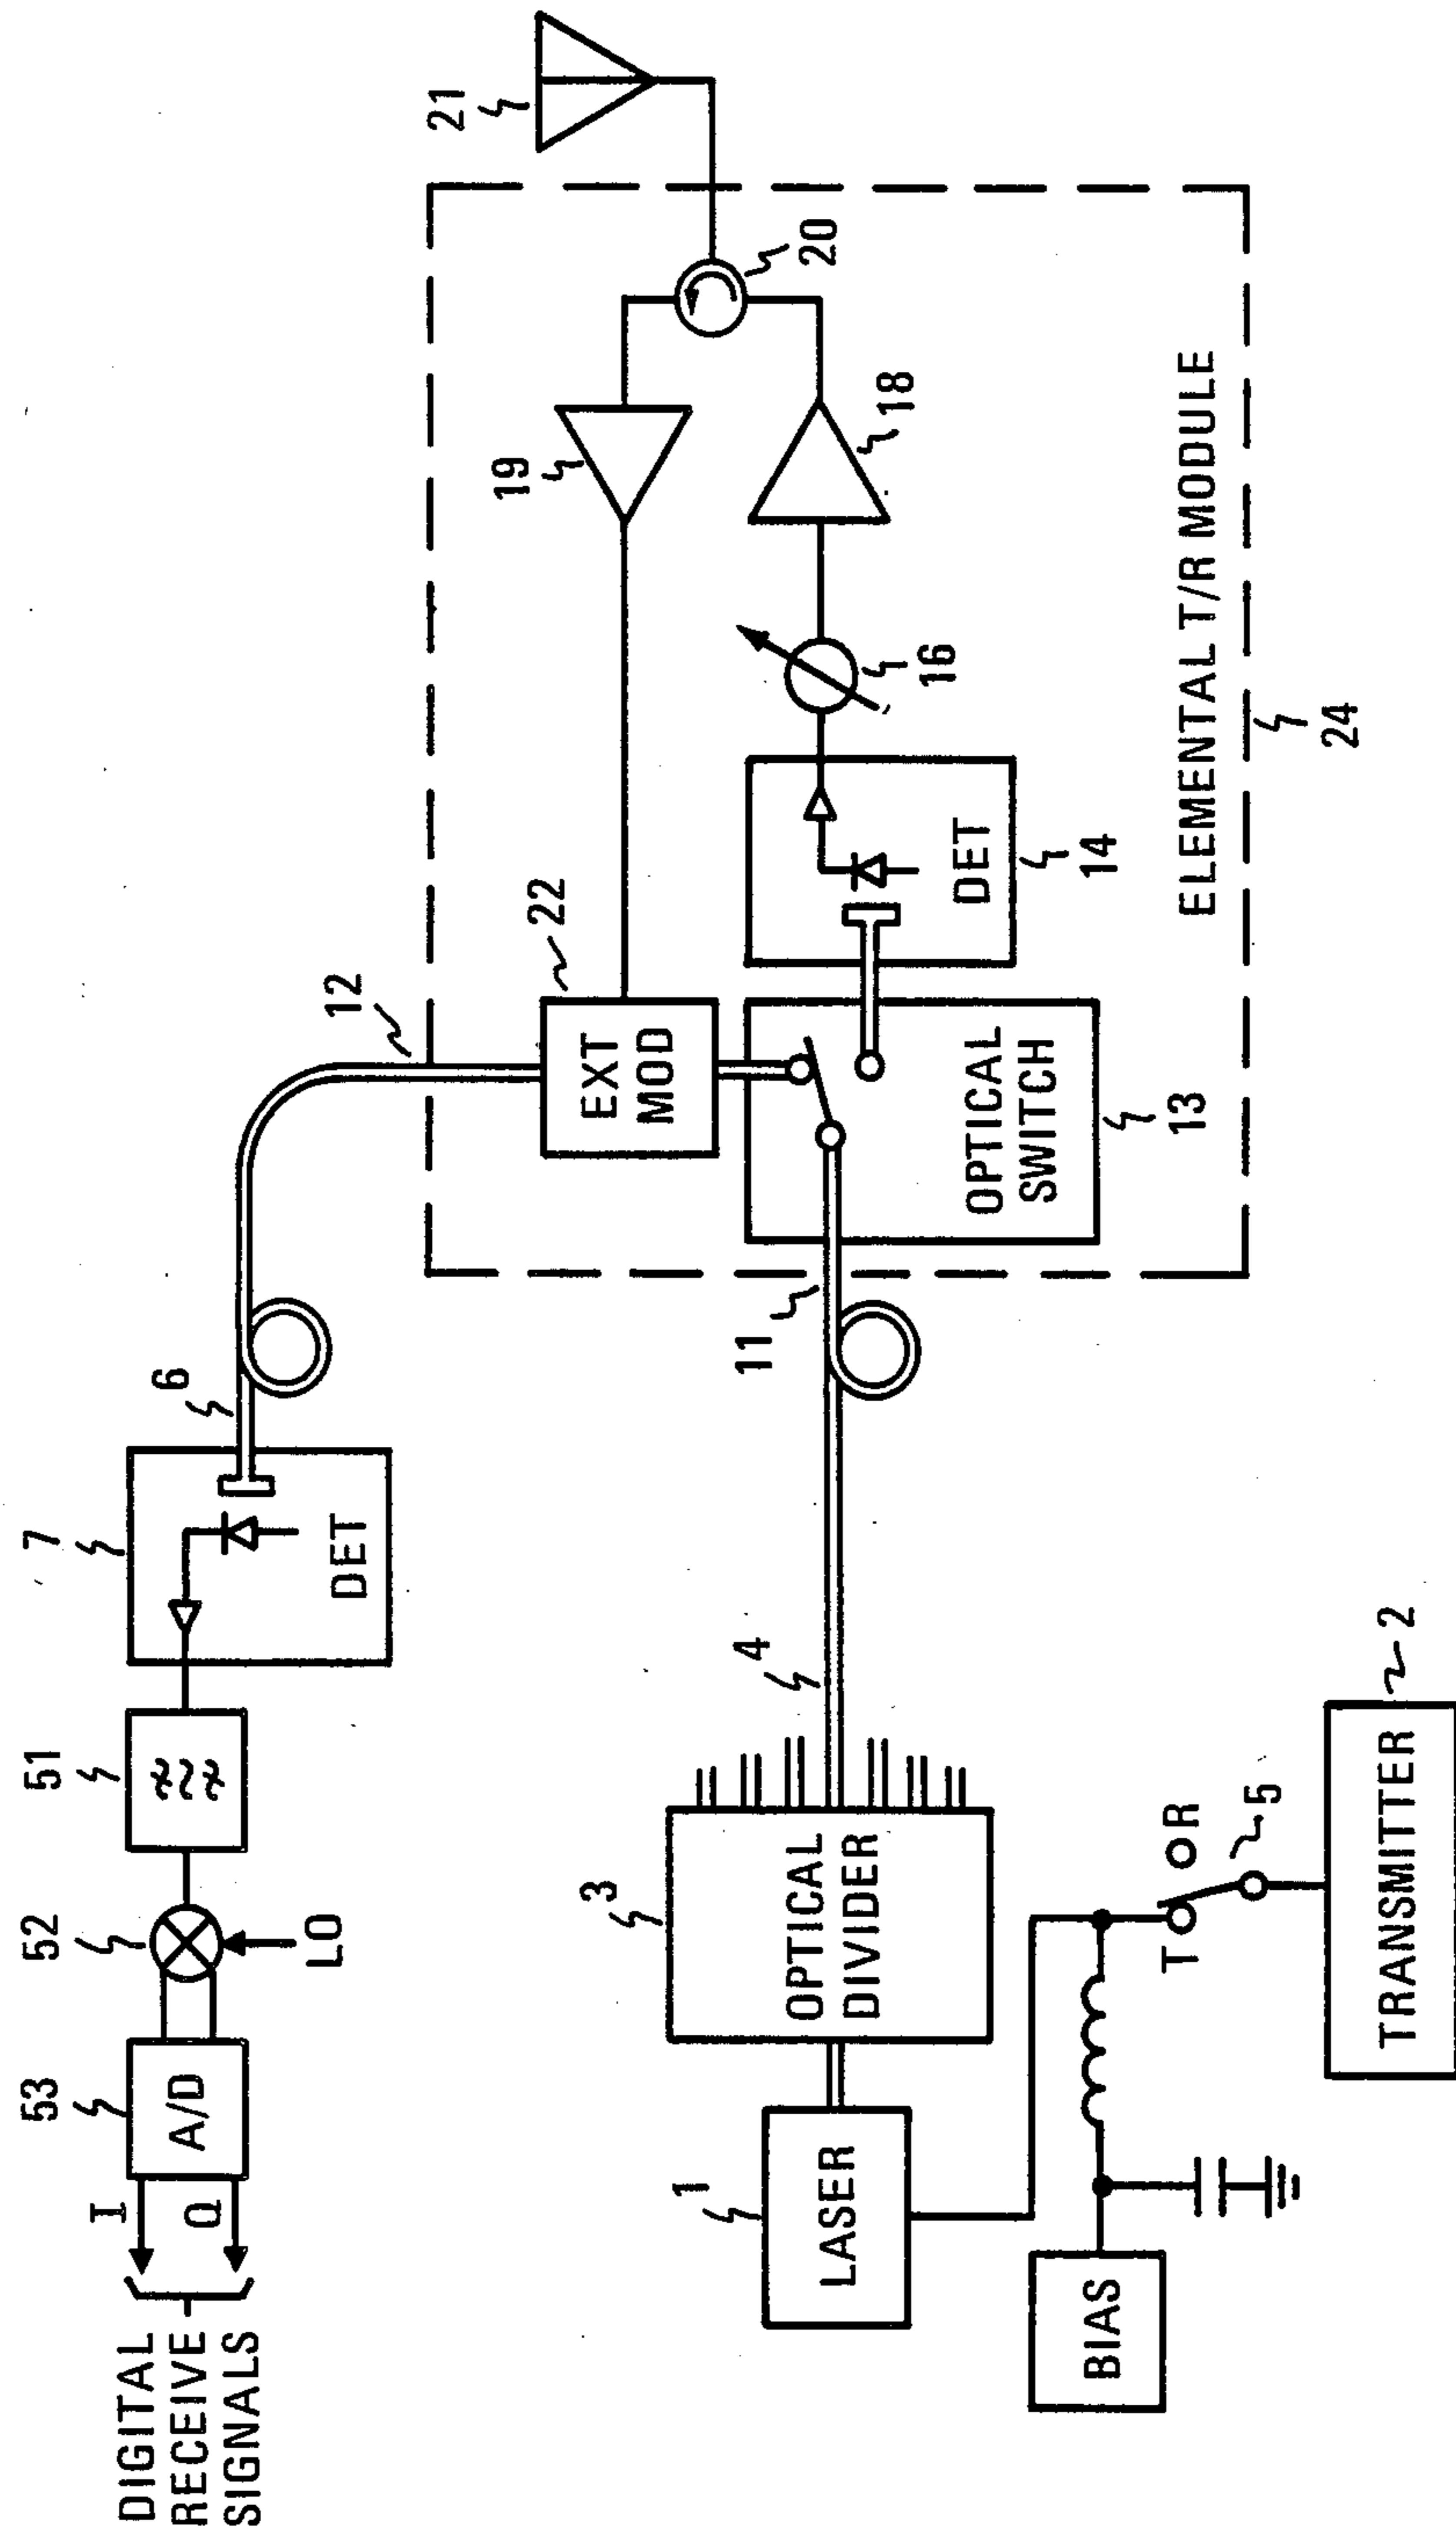 DIGITAL
RECEIVE
SIGNALS
I
Q
53
A/D
52
LO
51
7
DET
6
12
22
EXT
MOD
19
21
20
18
16
14
DET
OPTICAL
SWITCH
13
11
ELEMENTAL T/R MODULE
24
4
3
OPTICAL
DIVIDER
1
LASER
BIAS
T
R
5
TRANSMITTER
2